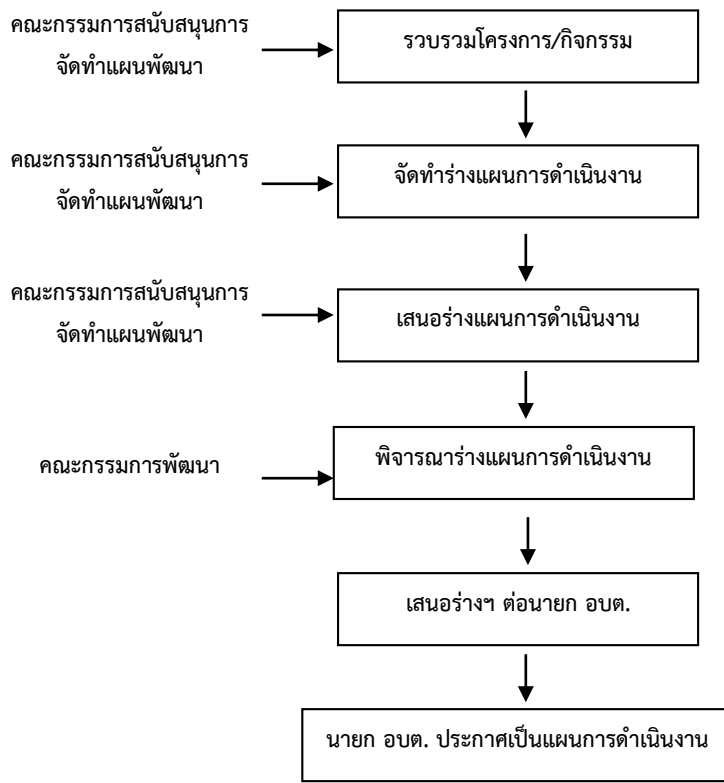 คณะกรรมการสนับสนุนการ
จัดทำแผนพัฒนา
รวบรวมโครงการ/กิจกรรม
คณะกรรมการสนับสนุนการ
จัดทำแผนพัฒนา
จัดทำร่างแผนการดำเนินงาน
คณะกรรมการสนับสนุนการ
จัดทำแผนพัฒนา
เสนอร่างแผนการดำเนินงาน
คณะกรรมการพัฒนา
พิจารณาร่างแผนการดำเนินงาน
เสนอร่างฯ ต่อนายก อบต.
นายก อบต. ประกาศเป็นแผนการดำเนินงาน